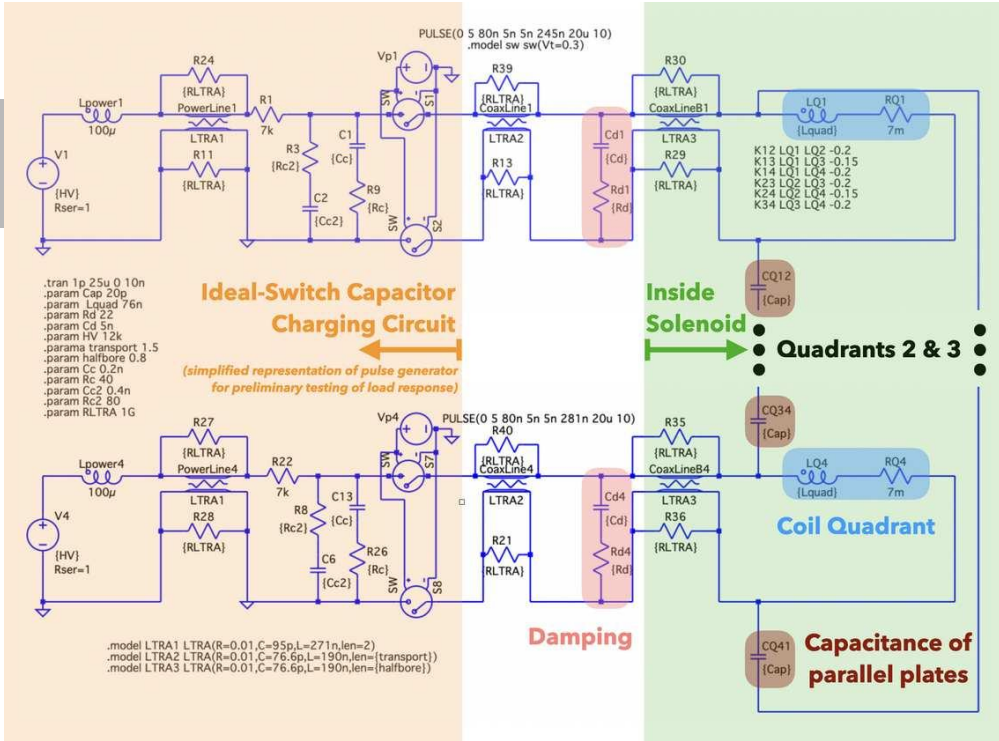 PULSE(0 5 80n 5n 5n 245n 20u 10)
.model sw sw(Vt=0.3)
Vp1
R24
{RLTRA}
PowerLine1
LTRA1
R11
{RLTRA}
Lpower1
100µ
R1
7k
V1
{HV}
Rser=1
R3
{Rc2}
C1
{Cc}
C2
{Cc2}
R9
{Rc}
SW
S1
SW
S2
R39
{RLTRA}
CoaxLine1
LTRA2
R13
{RLTRA}
Cd1
{Cd}
Rd1
{Rd}
R30
{RLTRA}
CoaxLineB1
LTRA3
R29
{RLTRA}
LQ1
{Lquad}
RQ1
7m
K12 LQ1 LQ2 -0.2
K13 LQ1 LQ3 -0.15
K14 LQ1 LQ4 -0.2
K23 LQ2 LQ3 -0.2
K24 LQ2 LQ4 -0.15
K34 LQ3 LQ4 -0.2
CQ12
{Cap}
.tran 1p 25u 0 10n
.param Cap 20p
.param Lquad 76n
.param Rd 22
.param Cd 5n
.param HV 12k
.parama transport 1.5
.param halfbore 0.8
.param Cc 0.2n
.param Rc 40
.param Cc2 0.4n
.param Rc2 80
.param RLTRA 1G
Ideal-Switch Capacitor
Charging Circuit
(simplified representation of pulse generator
for preliminary testing of load response)
Inside
Solenoid
Quadrants 2 & 3
CQ34
{Cap}
Vp4
PULSE(0 5 80n 5n 5n 281n 20u 10)
R27
{RLTRA}
PowerLine4
LTRA1
R28
{RLTRA}
Lpower4
100µ
R22
7k
V4
{HV}
Rser=1
R8
{Rc2}
C13
{Cc}
C6
{Cc2}
R26
{Rc}
SW
S7
SW
S8
R40
{RLTRA}
CoaxLine4
LTRA2
R21
{RLTRA}
Cd4
{Cd}
Rd4
{Rd}
R35
{RLTRA}
CoaxLineB4
LTRA3
R36
{RLTRA}
LQ4
{Lquad}
RQ4
7m
Coil Quadrant
Damping
CQ41
{Cap}
Capacitance of
parallel plates
.model LTRA1 LTRA(R=0.01,C=95p,L=271n,len=2)
.model LTRA2 LTRA(R=0.01,C=76.6p,L=190n,len={transport})
.model LTRA3 LTRA(R=0.01,C=76.6p,L=190n,len={halfbore})